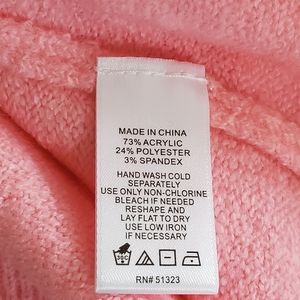 MADE IN CHINA
73% ACRYLIC
24% POLYESTER
3% SPANDEX
HAND WASH COLD
SEPARATELY
USE ONLY NON-CHLORINE
BLEACH IF NEEDED
RESHAPE AND
LAY FLAT TO DRY
USE LOW IRON
IF NECESSARY
RN# 51323